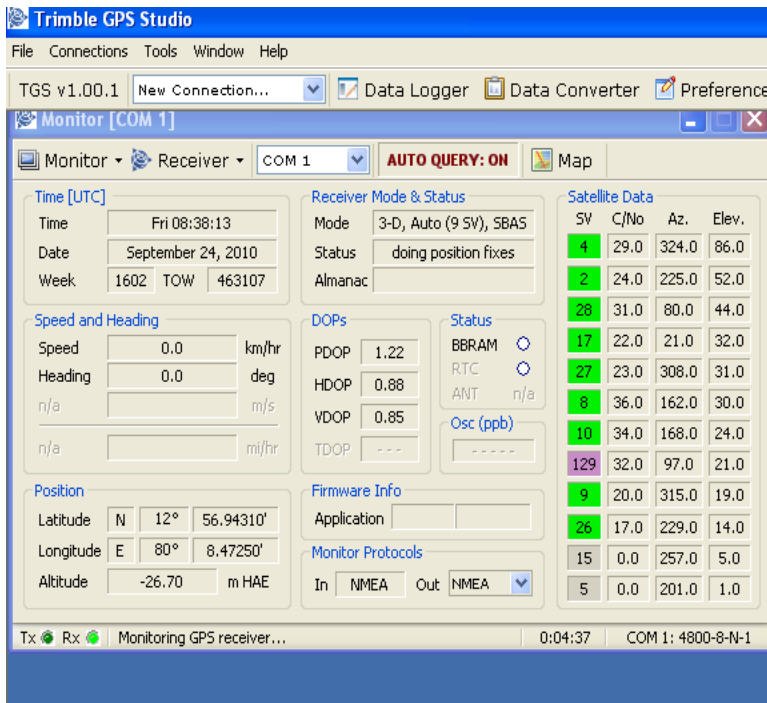 Trimble GPS Studio
File Connections Tools Window Help
TGS v1.00.1 New Connection... Data Logger Data Converter Preference
Monitor [COM 1]
Monitor Receiver COM 1 AUTO QUERY: ON Map
Time [UTC]
Time Fri 08:38:13
Date September 24, 2010
Week 1602 TOW 463107
Speed and Heading
Speed 0.0 km/hr
Heading 0.0 deg
n/a m/s
n/a mi/hr
Position
Latitude N 12° 56.94310'
Longitude E 80° 8.47250'
Altitude -26.70 m HAE
Receiver Mode & Status
Mode 3-D, Auto (9 SV), SBAS
Status doing position fixes
Almanac
DOPs
PDOP 1.22
HDOP 0.88
VDOP 0.85
TDOP ---
Status
BBRAM
RTC
ANT n/a
Osc (ppb)
-----
Firmware Info
Application
Monitor Protocols
In NMEA Out NMEA
Satellite Data
SV C/No Az. Elev.
4 29.0 324.0 86.0
2 24.0 225.0 52.0
28 31.0 80.0 44.0
17 22.0 21.0 32.0
27 23.0 308.0 31.0
8 36.0 162.0 30.0
10 34.0 168.0 24.0
129 32.0 97.0 21.0
9 20.0 315.0 19.0
26 17.0 229.0 14.0
15 0.0 257.0 5.0
5 0.0 201.0 1.0
Tx Rx Monitoring GPS receiver... 0:04:37 COM 1: 4800-8-N-1